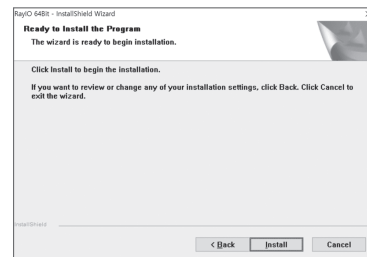 RayIO 64Bit - InstallShield Wizard
Ready to Install the Program
The wizard is ready to begin installation.
Click Install to begin the installation.
If you want to review or change any of your installation settings, click Back. Click Cancel to
exit the wizard.
InstallShield
< Back Install Cancel